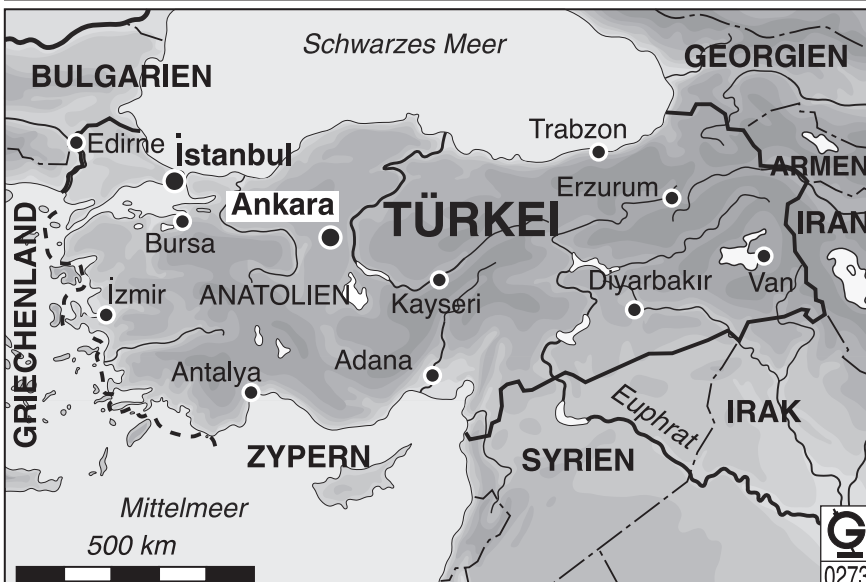 Schwarzes Meer
GEORGIEN
BULGARIEN
Edirne
Trabzon
İstanbul
ARMEN
Erzurum
Ankara
TÜRKEI
IRAN
Bursa
GRIECHENLAND
Diyarbakır
Van
İzmir
ANATOLIEN
Kayseri
Antalya
Adana
Euphrat
IRAK
ZYPERN
SYRIEN
Mittelmeer
500 km
G
0273